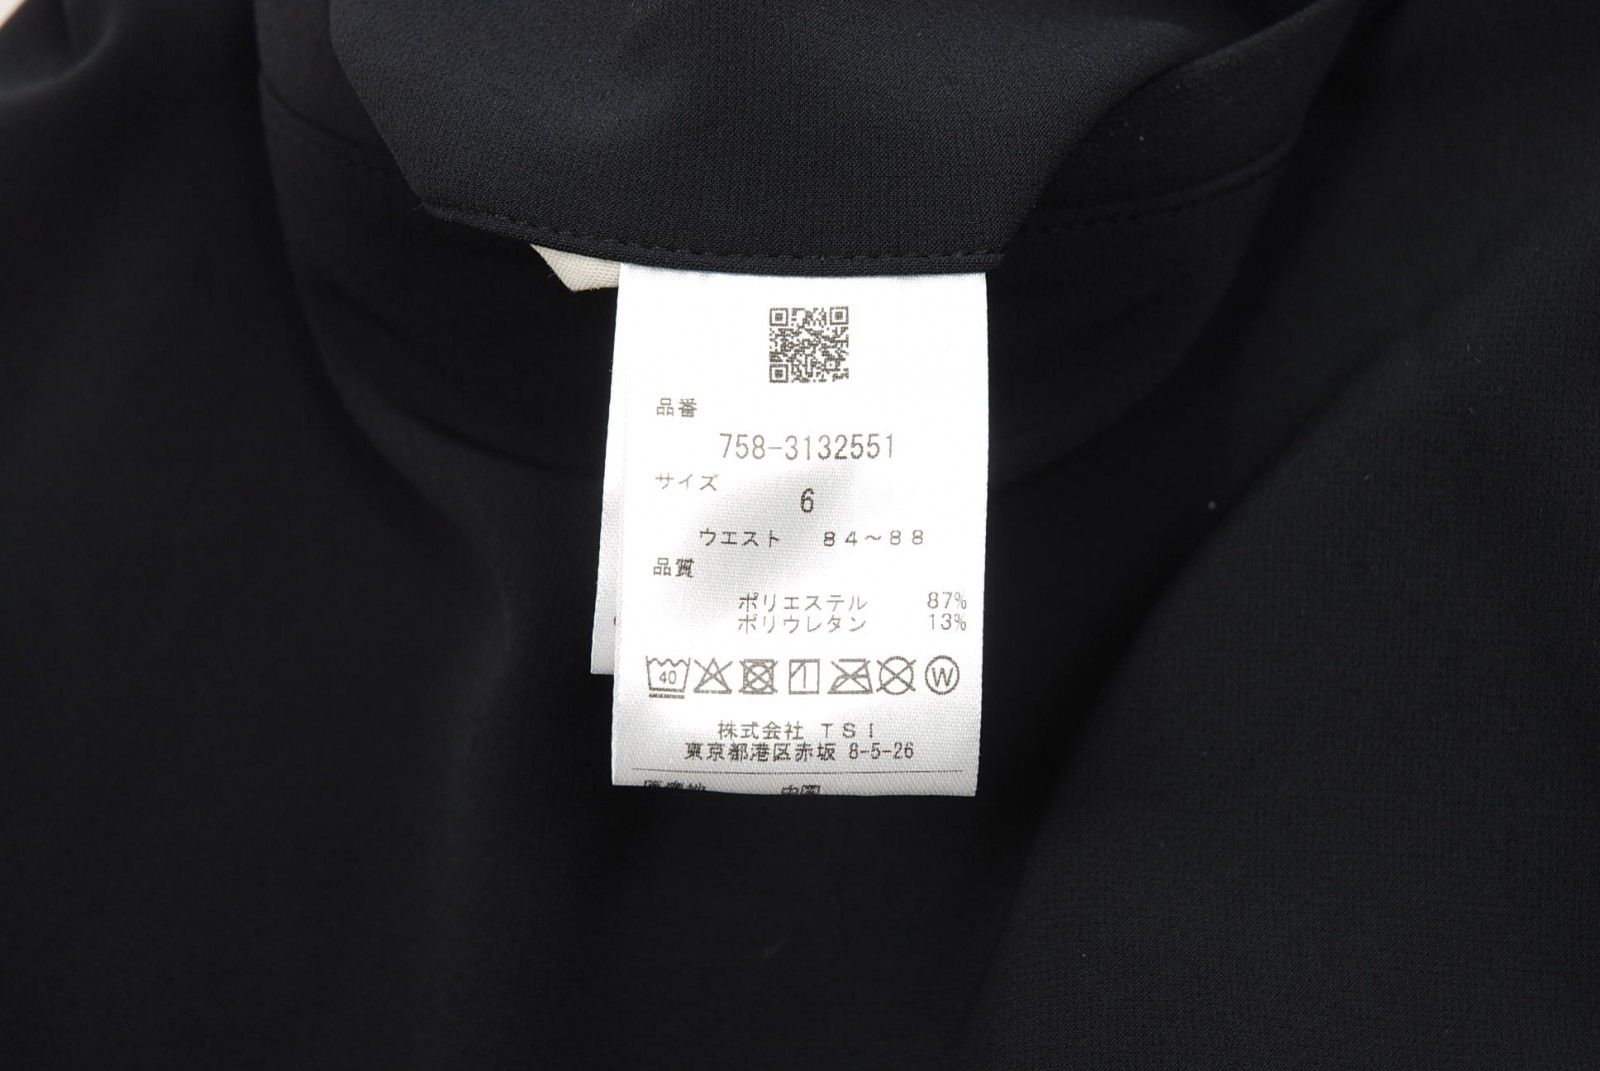 品番
758-3132551
サイズ
6
ウエスト 84～88
品質
ポリエステル 87%
ポリウレタン 13%
40 W
株式会社 TSI
東京都港区赤坂 8-5-26